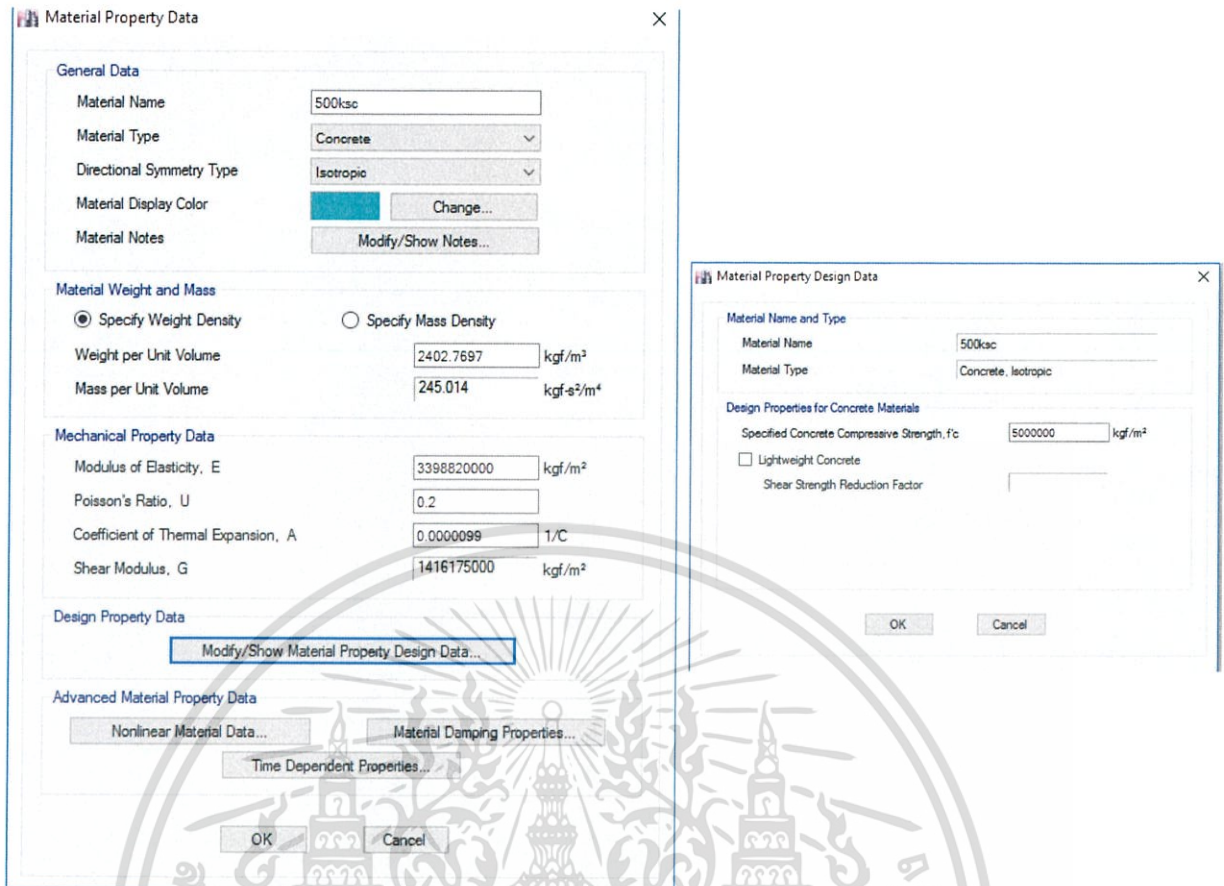 Material Property Data
General Data
Material Name 500ksc
Material Type Concrete
Directional Symmetry Type Isotropic
Material Display Color Change...
Material Notes Modify/Show Notes...
Material Weight and Mass
Specify Weight Density Specify Mass Density
Weight per Unit Volume 2402.7697 kgf/m³
Mass per Unit Volume 245.014 kgf-s²/m⁴
Mechanical Property Data
Modulus of Elasticity, E 3398820000 kgf/m²
Poisson's Ratio, U 0.2
Coefficient of Thermal Expansion, A 0.0000099 1/C
Shear Modulus, G 1416175000 kgf/m²
Design Property Data
Modify/Show Material Property Design Data...
Advanced Material Property Data
Nonlinear Material Data... Material Damping Properties...
Time Dependent Properties...
OK Cancel
Material Property Design Data
Material Name and Type
Material Name 500ksc
Material Type Concrete, Isotropic
Design Properties for Concrete Materials
Specified Concrete Compressive Strength, f'c 5000000 kgf/m²
Lightweight Concrete
Shear Strength Reduction Factor
OK Cancel